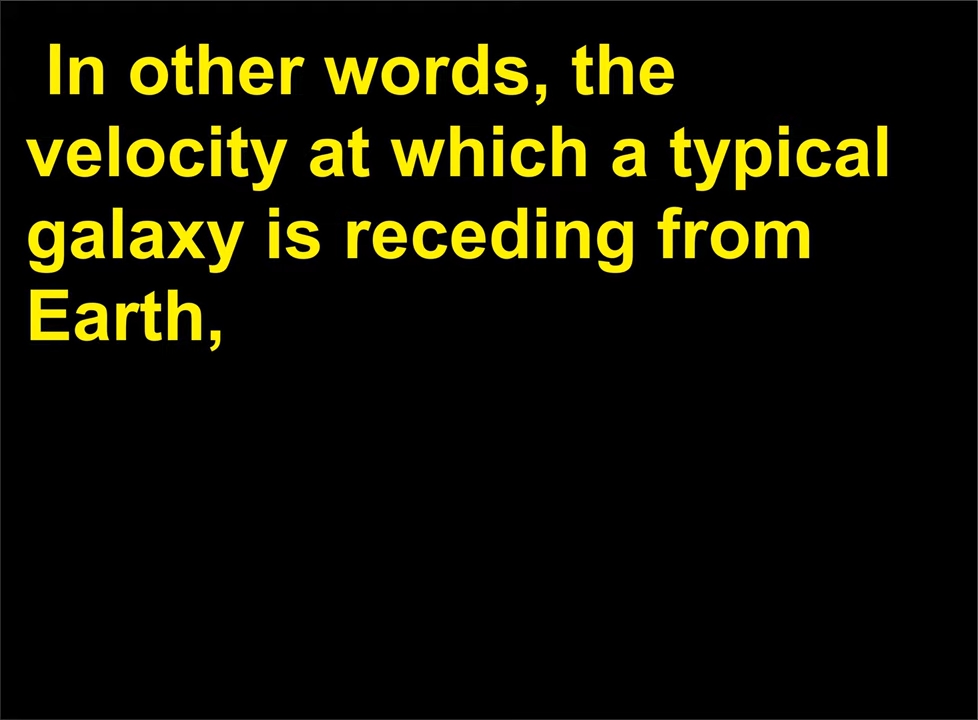 In other words, the
velocity at which a typical
galaxy is receding from
Earth,